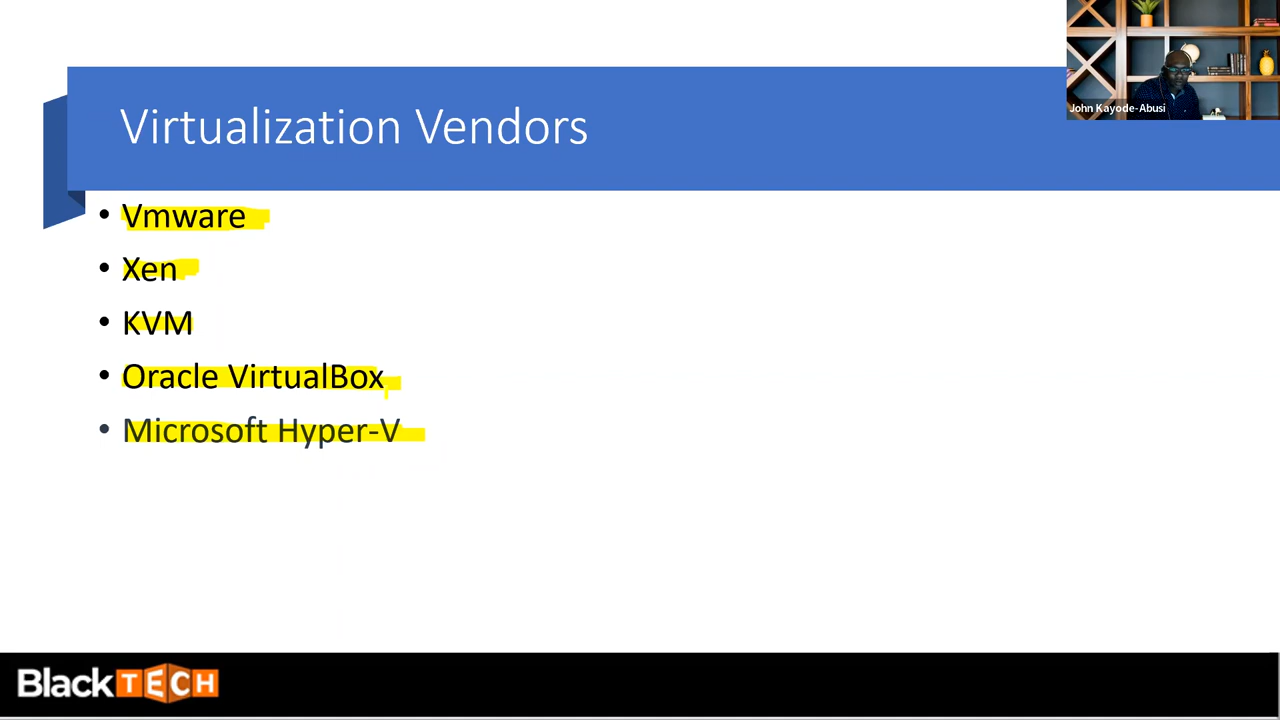 John Kayode-Abusi
Virtualization Vendors
• Vmware
• Xen
• KVM
• Oracle VirtualBox
• Microsoft Hyper-V
BlackTECH